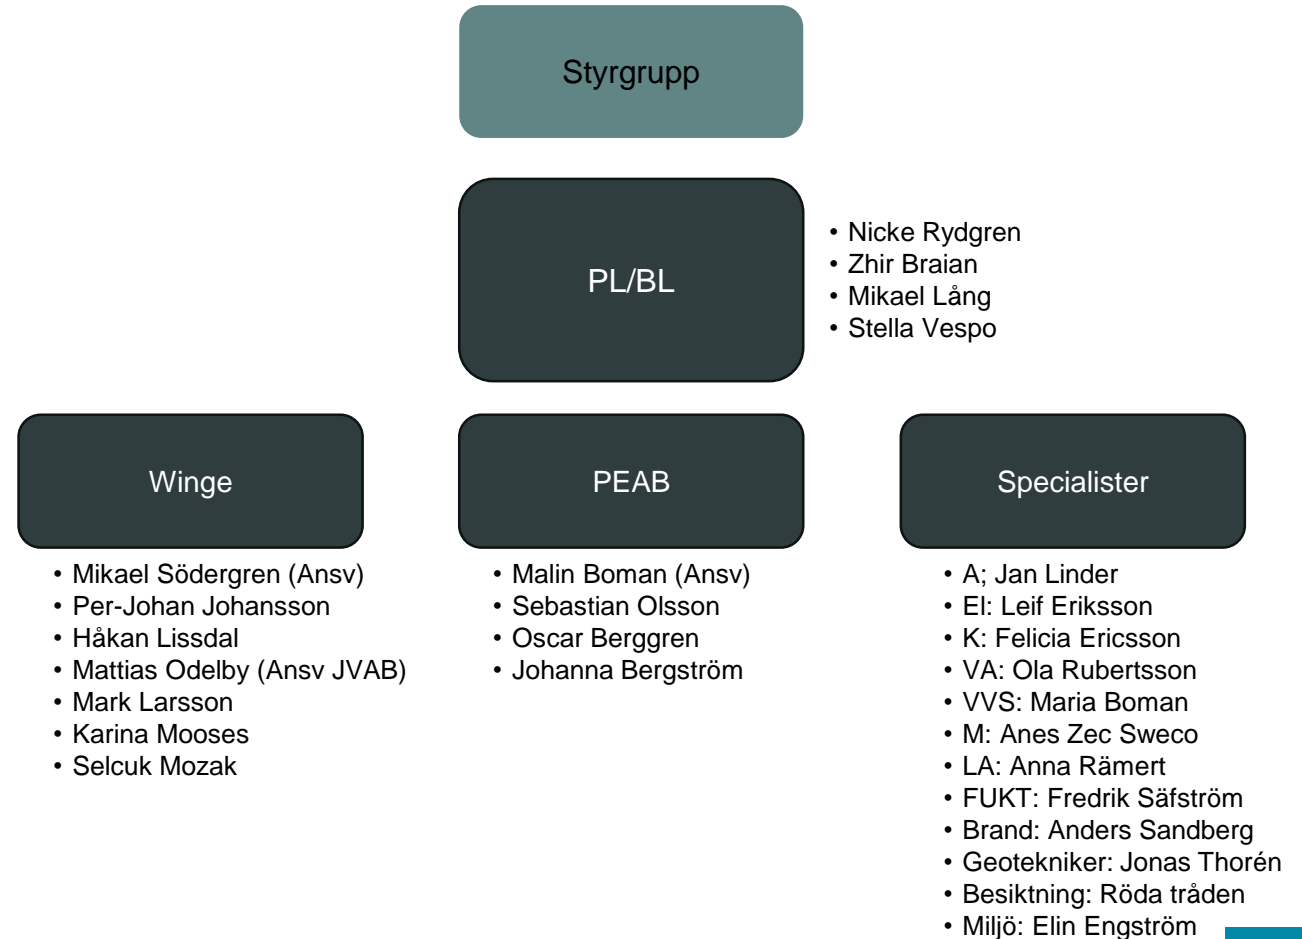 Styrgrupp
PL/BL
• Nicke Rydgren
• Zhir Braian
• Mikael Lång
• Stella Vespo
Winge
• Mikael Södergren (Ansv)
• Per-Johan Johansson
• Håkan Lissdal
• Mattias Odelby (Ansv JVAB)
• Mark Larsson
• Karina Mooses
• Selcuk Mozak
PEAB
• Malin Boman (Ansv)
• Sebastian Olsson
• Oscar Berggren
• Johanna Bergström
Specialister
• A; Jan Linder
• El: Leif Eriksson
• K: Felicia Ericsson
• VA: Ola Rubertsson
• VVS: Maria Boman
• M: Anes Zec Sweco
• LA: Anna Rämert
• FUKT: Fredrik Säfström
• Brand: Anders Sandberg
• Geotekniker: Jonas Thorén
• Besiktning: Röda tråden
• Miljö: Elin Engström